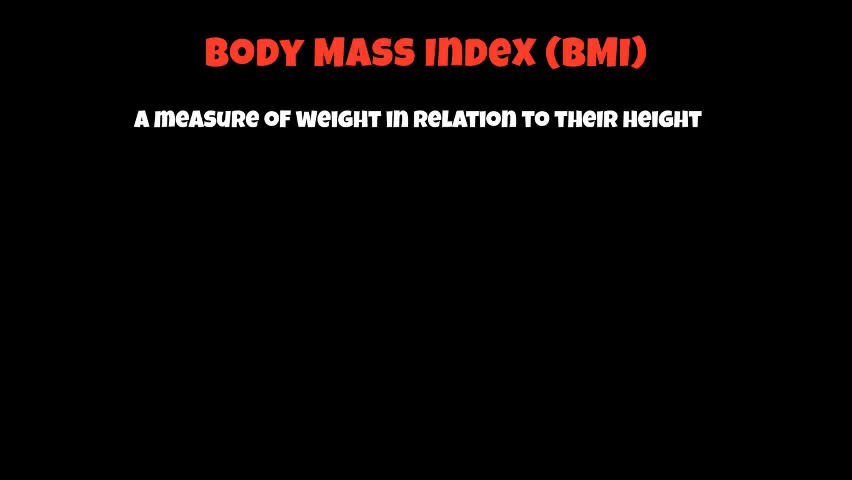 Body Mass Index (BMI)
A measure of weight in relation to their height